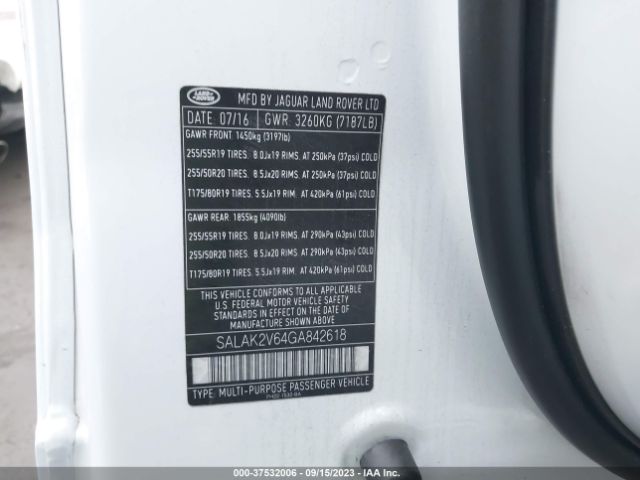 LAND ROVER
MFD BY JAGUAR LAND ROVER LTD
DATE 07/16 GWR 3260KG (7187LB)
GAWR FRONT 1450kg (3197lb)
255/55R19 TIRES. 8.0Jx19 RIMS. AT 250kPa (37psi) COLD
255/50R20 TIRES. 8.5Jx20 RIMS. AT 250kPa (37psi) COLD
T175/80R19 TIRES. 5.5Jx19 RIM. AT 420kPa (61psi) COLD
GAWR REAR. 1855kg (4090lb)
255/55R19 TIRES. 8.0Jx19 RIMS. AT 290kPa (43psi) COLD
255/50R20 TIRES. 8.5Jx20 RIMS. AT 290kPa (43psi) COLD
T175/80R19 TIRES. 5.5Jx19 RIM. AT 420kPa (61psi) COLD
THIS VEHICLE CONFORMS TO ALL APPLICABLE
U.S. FEDERAL MOTOR VEHICLE SAFETY
STANDARDS IN EFFECT ON THE DATE OF
MANUFACTURE SHOWN ABOVE.
SALAK2V64GA842618
TYPE: MULTI-PURPOSE PASSENGER VEHICLE
000-37532006 - 09/15/2023 - IAA Inc.